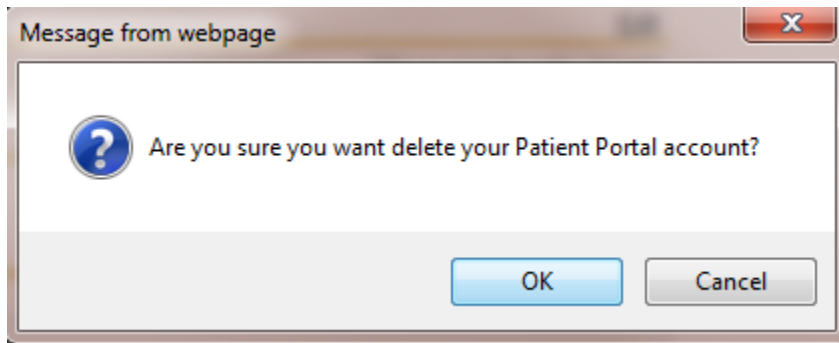 Message from webpage
Are you sure you want delete your Patient Portal account?
OK
Cancel